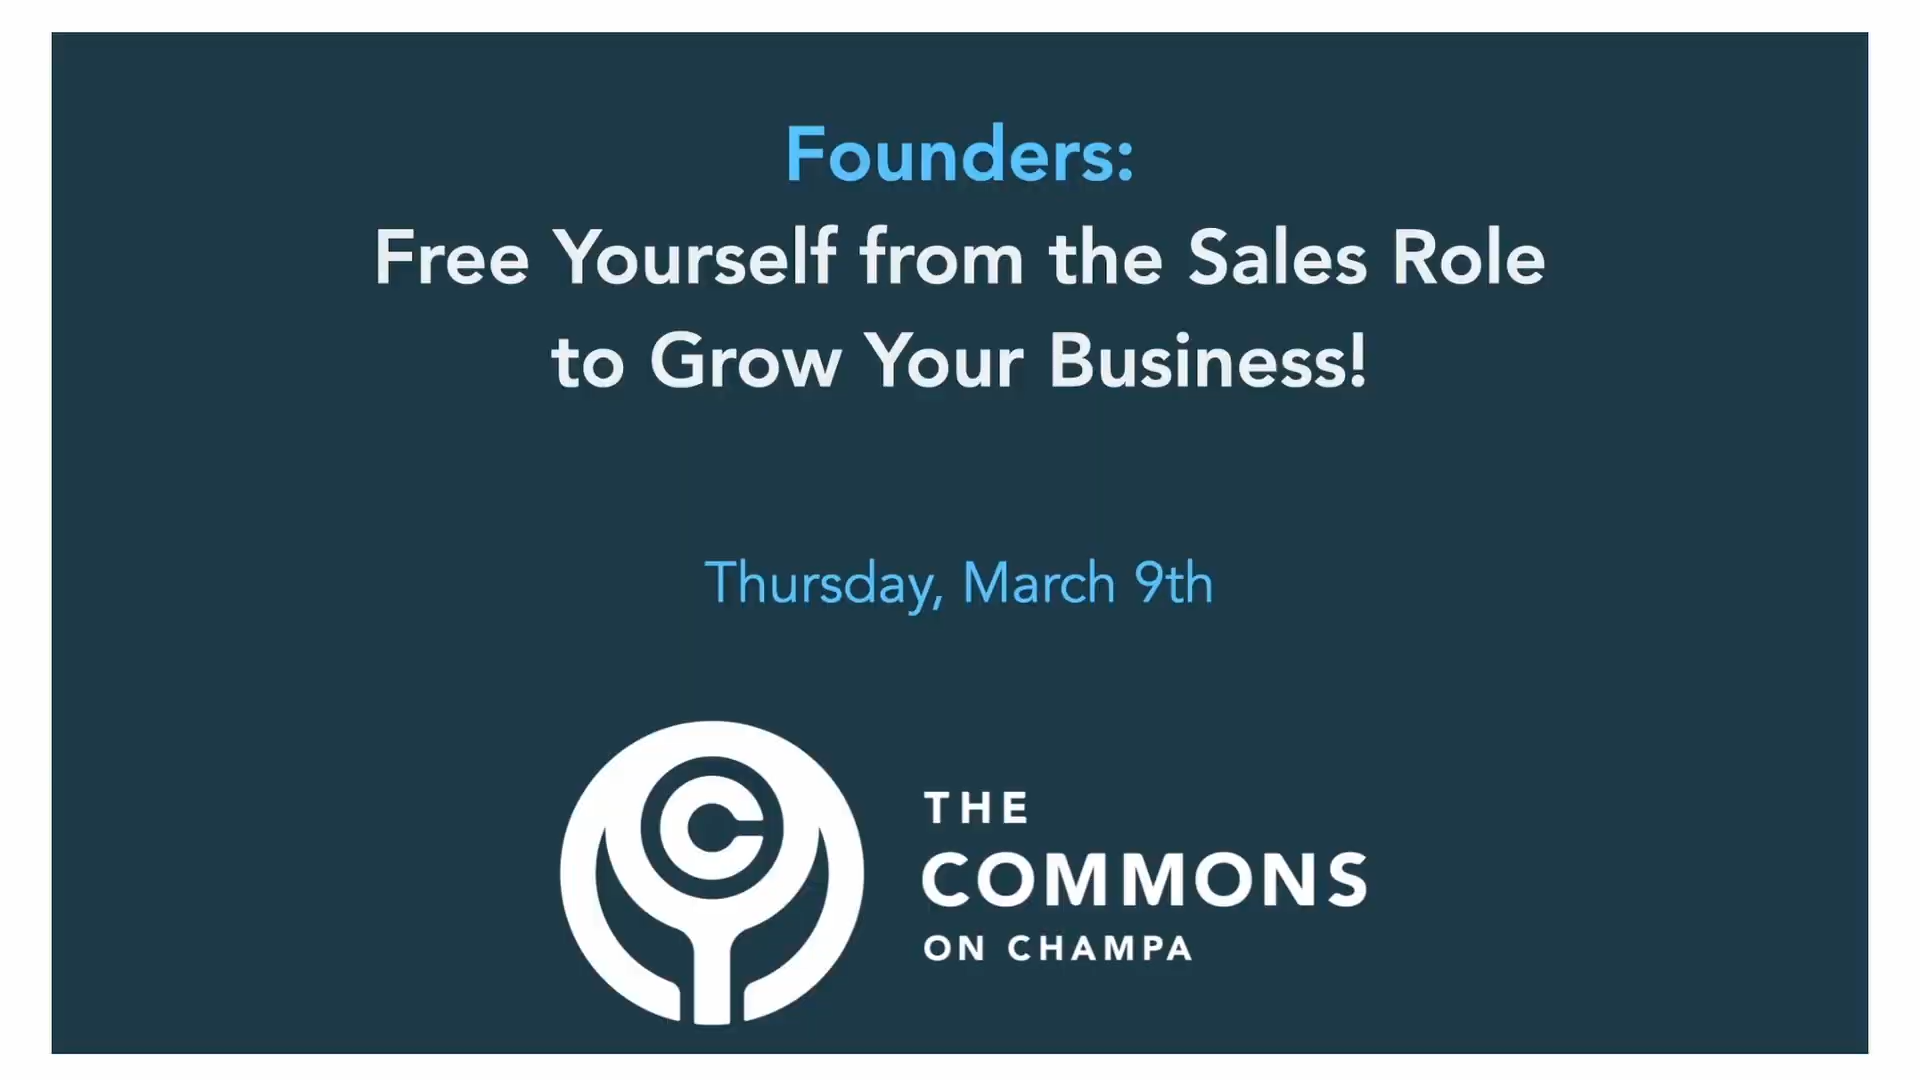 Founders:
Free Yourself from the Sales Role
to Grow Your Business!
Thursday, March 9th
C
THE
COMMONS
ON CHAMPA